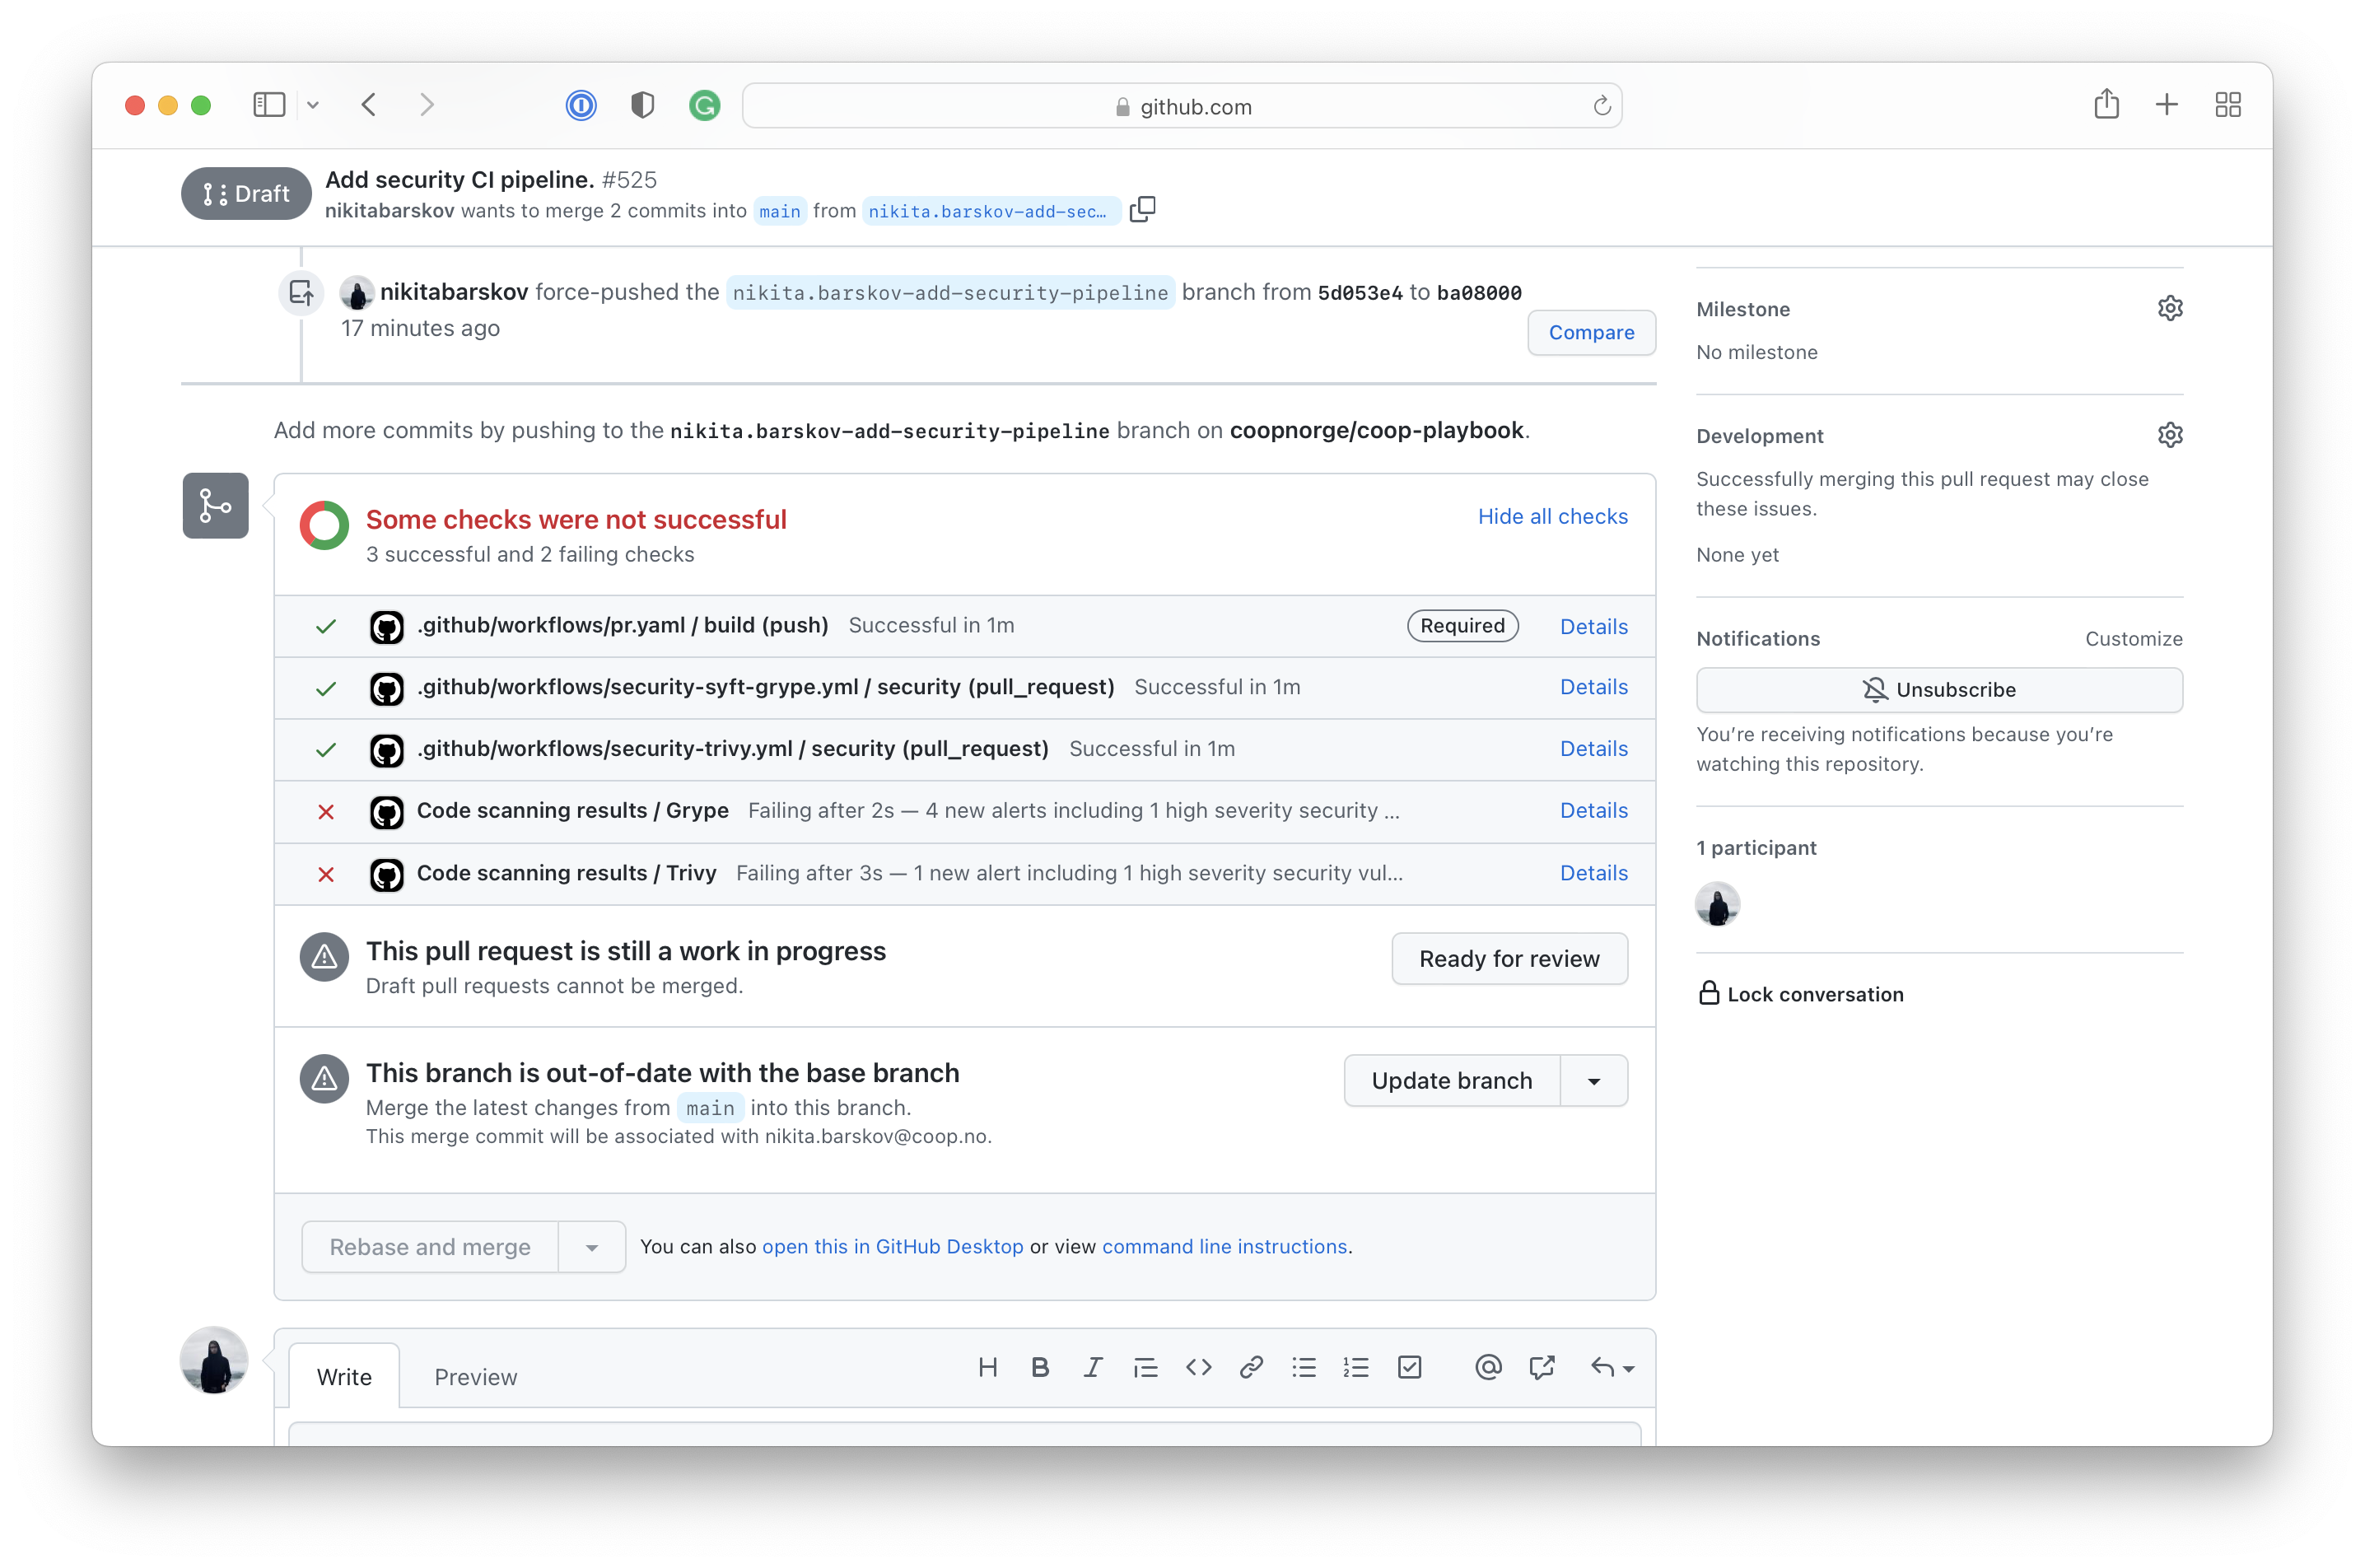 github.com
Draft
Add security CI pipeline. #525
nikitabarskov wants to merge 2 commits into main from nikita.barskov-add-sec…
nikitabarskov force-pushed the nikita.barskov-add-security-pipeline branch from 5d053e4 to ba08000
17 minutes ago
Compare
Add more commits by pushing to the nikita.barskov-add-security-pipeline branch on coopnorge/coop-playbook.
Some checks were not successful
3 successful and 2 failing checks
Hide all checks
.github/workflows/pr.yaml / build (push) Successful in 1m Required Details
.github/workflows/security-syft-grype.yml / security (pull_request) Successful in 1m Details
.github/workflows/security-trivy.yml / security (pull_request) Successful in 1m Details
Code scanning results / Grype Failing after 2s — 4 new alerts including 1 high severity security ... Details
Code scanning results / Trivy Failing after 3s — 1 new alert including 1 high severity security vul... Details
This pull request is still a work in progress
Draft pull requests cannot be merged.
Ready for review
This branch is out-of-date with the base branch
Merge the latest changes from main into this branch.
This merge commit will be associated with nikita.barskov@coop.no.
Update branch
Rebase and merge
You can also open this in GitHub Desktop or view command line instructions.
Write
Preview
Milestone
No milestone
Development
Successfully merging this pull request may close
these issues.
None yet
Notifications
Customize
Unsubscribe
You’re receiving notifications because you’re
watching this repository.
1 participant
Lock conversation